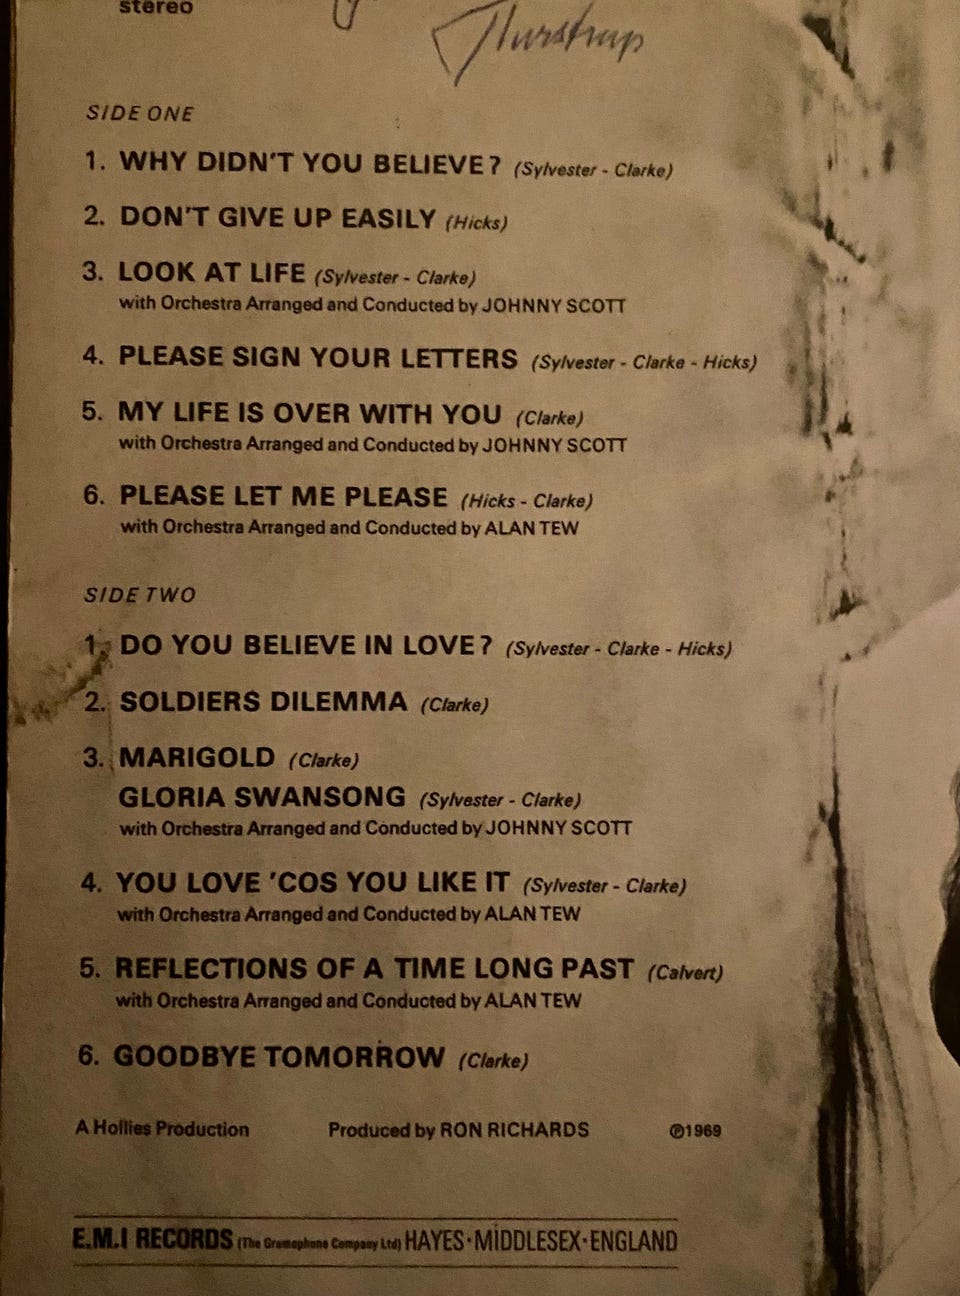 stereo
Thurstrup
SIDE ONE
1. WHY DIDN'T YOU BELIEVE? (Sylvester - Clarke)
2. DON'T GIVE UP EASILY (Hicks)
3. LOOK AT LIFE (Sylvester - Clarke)
with Orchestra Arranged and Conducted by JOHNNY SCOTT
4. PLEASE SIGN YOUR LETTERS (Sylvester - Clarke - Hicks)
5. MY LIFE IS OVER WITH YOU (Clarke)
with Orchestra Arranged and Conducted by JOHNNY SCOTT
6. PLEASE LET ME PLEASE (Hicks - Clarke)
with Orchestra Arranged and Conducted by ALAN TEW
SIDE TWO
1. DO YOU BELIEVE IN LOVE? (Sylvester - Clarke - Hicks)
2. SOLDIERS DILEMMA (Clarke)
3. MARIGOLD (Clarke)
GLORIA SWANSONG (Sylvester - Clarke)
with Orchestra Arranged and Conducted by JOHNNY SCOTT
4. YOU LOVE 'COS YOU LIKE IT (Sylvester - Clarke)
with Orchestra Arranged and Conducted by ALAN TEW
5. REFLECTIONS OF A TIME LONG PAST (Calvert)
with Orchestra Arranged and Conducted by ALAN TEW
6. GOODBYE TOMORROW (Clarke)
A Hollies Production Produced by RON RICHARDS ℗1969
E.M.I RECORDS (The Gramophone Company Ltd) HAYES·MIDDLESEX·ENGLAND